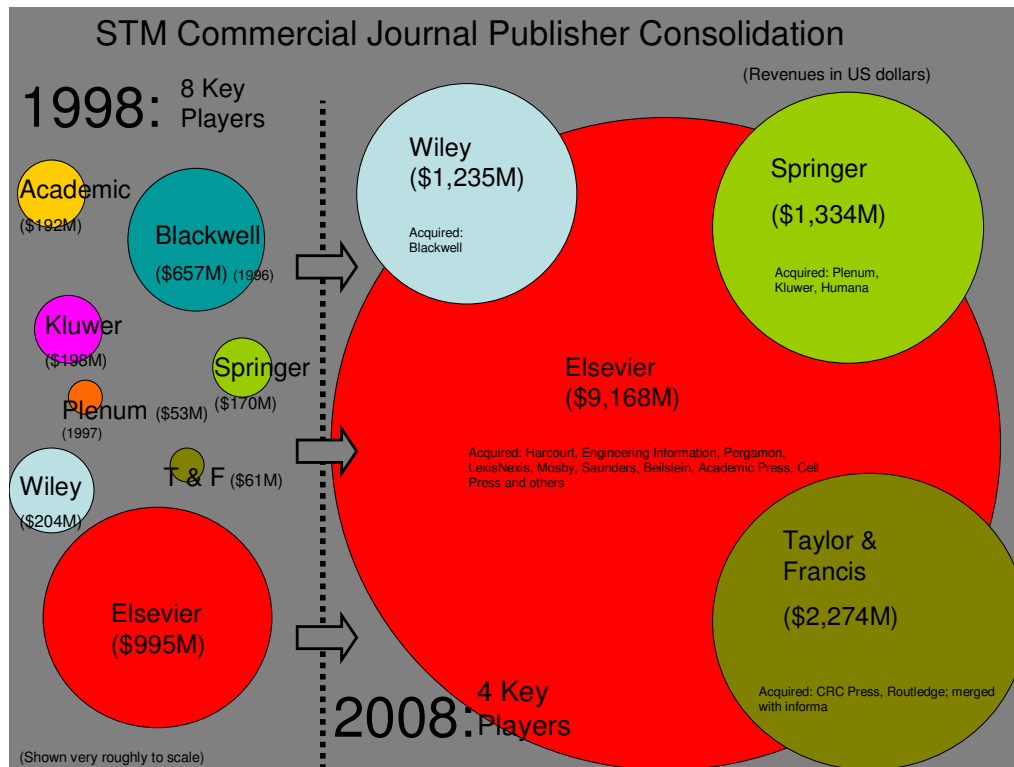 STM Commercial Journal Publisher Consolidation
(Revenues in US dollars)
1998:
8 Key
Players
Academic
($192M)
Blackwell
($657M) (1996)
Kluwer
($198M)
Springer
($170M)
Plenum ($53M)
(1997)
T & F ($61M)
Wiley
($204M)
Elsevier
($995M)
(Shown very roughly to scale)
Wiley
($1,235M)
Acquired:
Blackwell
Springer
($1,334M)
Acquired: Plenum,
Kluwer, Humana
Elsevier
($9,168M)
Acquired: Harcourt, Engineering Information, Pergamon,
LexisNexis, Mosby, Saunders, Beilstein, Academic Press, Cell
Press and others
Taylor &
Francis
($2,274M)
Acquired: CRC Press, Routledge; merged
with informa
2008:
4 Key
Players